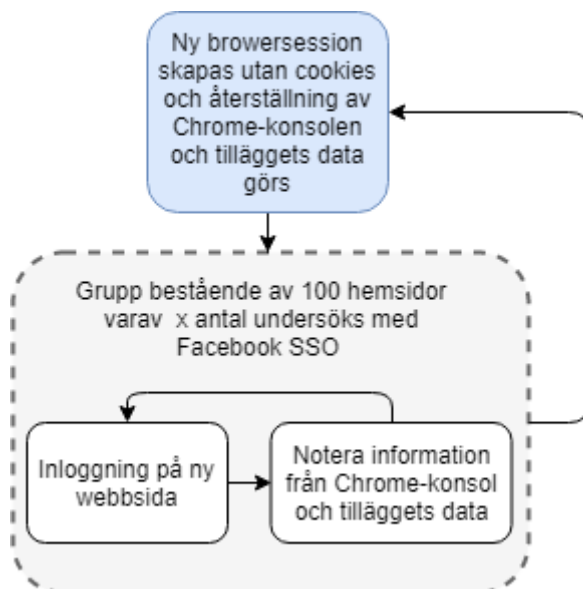 Ny browersession
skapas utan cookies
och återställning av
Chrome-konsolen
och tilläggets data
görs
Grupp bestående av 100 hemsidor
varav x antal undersöks med
Facebook SSO
Inloggning på ny
webbsida
Notera information
från Chrome-konsol
och tilläggets data